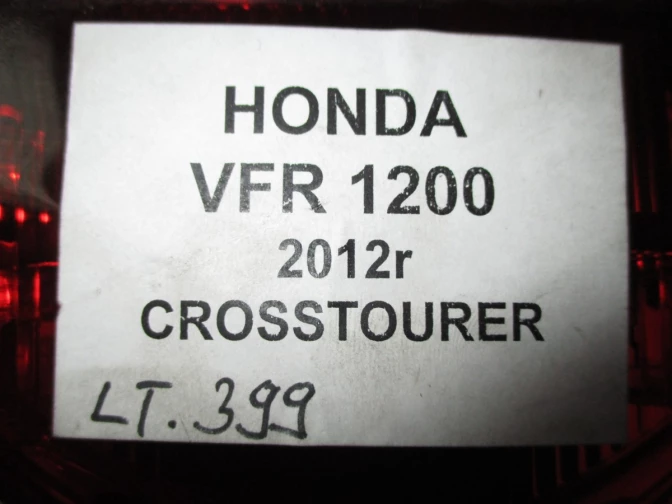 HONDA
VFR 1200
2012r
CROSSTOURER
LT. 399